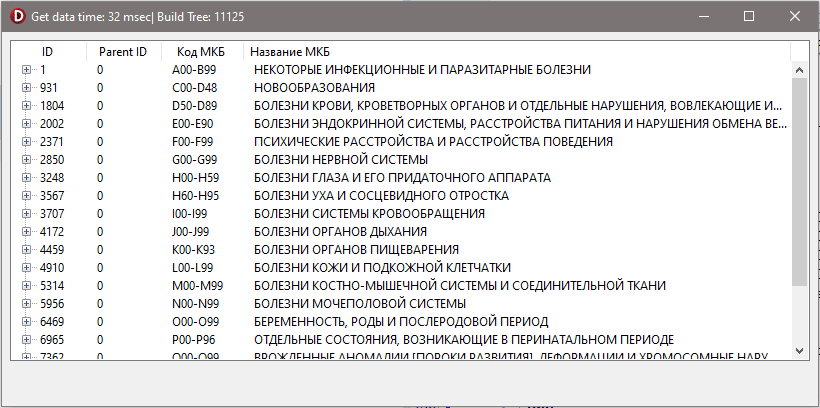 Get data time: 32 msec| Build Tree: 11125
ID Parent ID Код МКБ Название МКБ
1 0 A00-B99 НЕКОТОРЫЕ ИНФЕКЦИОННЫЕ И ПАРАЗИТАРНЫЕ БОЛЕЗНИ
931 0 C00-D48 НОВООБРАЗОВАНИЯ
1804 0 D50-D89 БОЛЕЗНИ КРОВИ, КРОВЕТВОРНЫХ ОРГАНОВ И ОТДЕЛЬНЫЕ НАРУШЕНИЯ, ВОВЛЕКАЮЩИЕ И...
2002 0 E00-E90 БОЛЕЗНИ ЭНДОКРИННОЙ СИСТЕМЫ, РАССТРОЙСТВА ПИТАНИЯ И НАРУШЕНИЯ ОБМЕНА ВЕ...
2371 0 F00-F99 ПСИХИЧЕСКИЕ РАССТРОЙСТВА И РАССТРОЙСТВА ПОВЕДЕНИЯ
2850 0 G00-G99 БОЛЕЗНИ НЕРВНОЙ СИСТЕМЫ
3248 0 H00-H59 БОЛЕЗНИ ГЛАЗА И ЕГО ПРИДАТОЧНОГО АППАРАТА
3567 0 H60-H95 БОЛЕЗНИ УХА И СОСЦЕВИДНОГО ОТРОСТКА
3707 0 I00-I99 БОЛЕЗНИ СИСТЕМЫ КРОВООБРАЩЕНИЯ
4172 0 J00-J99 БОЛЕЗНИ ОРГАНОВ ДЫХАНИЯ
4459 0 K00-K93 БОЛЕЗНИ ОРГАНОВ ПИЩЕВАРЕНИЯ
4910 0 L00-L99 БОЛЕЗНИ КОЖИ И ПОДКОЖНОЙ КЛЕТЧАТКИ
5314 0 M00-M99 БОЛЕЗНИ КОСТНО-МЫШЕЧНОЙ СИСТЕМЫ И СОЕДИНИТЕЛЬНОЙ ТКАНИ
5956 0 N00-N99 БОЛЕЗНИ МОЧЕПОЛОВОЙ СИСТЕМЫ
6469 0 O00-O99 БЕРЕМЕННОСТЬ, РОДЫ И ПОСЛЕРОДОВОЙ ПЕРИОД
6965 0 P00-P96 ОТДЕЛЬНЫЕ СОСТОЯНИЯ, ВОЗНИКАЮЩИЕ В ПЕРИНАТАЛЬНОМ ПЕРИОДЕ
7362 0 Q00-Q99 ВРОЖДЕННЫЕ АНОМАЛИИ [ПОРОКИ РАЗВИТИЯ], ДЕФОРМАЦИИ И ХРОМОСОМНЫЕ НАРУ